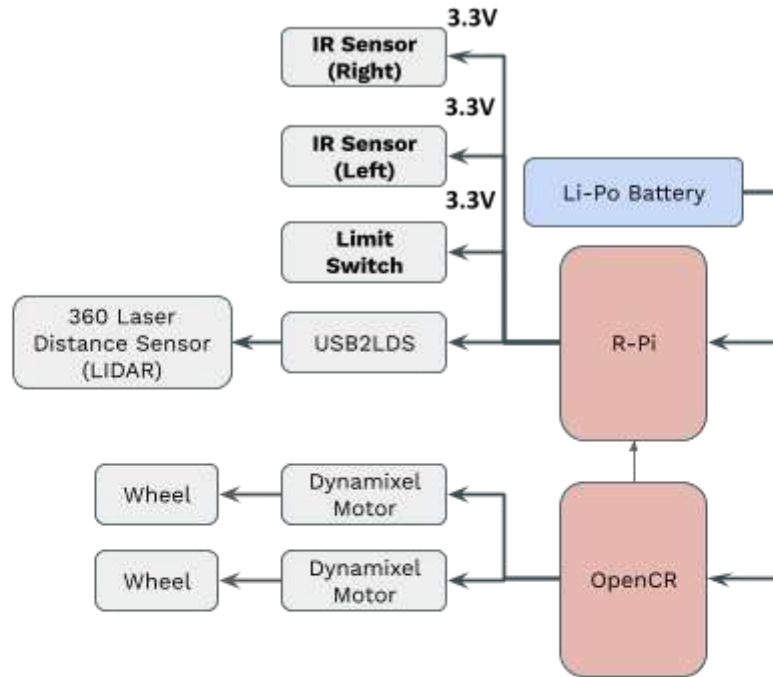 3.3V
IR Sensor
(Right)
3.3V
IR Sensor
(Left)
Li-Po Battery
3.3V
Limit
Switch
360 Laser
Distance Sensor
(LIDAR)
USB2LDS
R-Pi
Wheel
Dynamixel
Motor
Wheel
Dynamixel
Motor
OpenCR